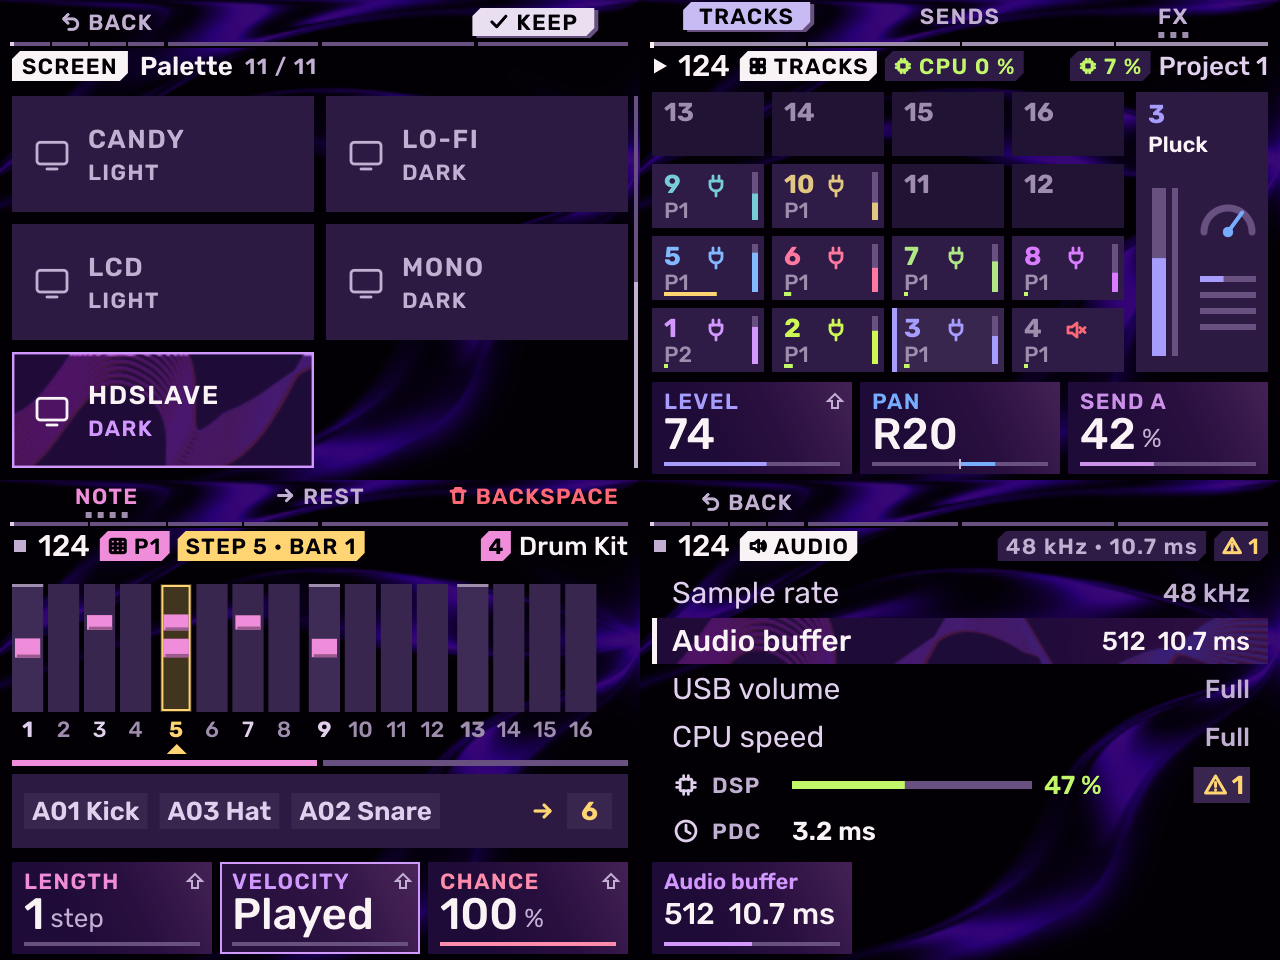 BACK
KEEP
SCREEN Palette 11 / 11
CANDY
LIGHT
LO-FI
DARK
LCD
LIGHT
MONO
DARK
HDSLAVE
DARK
TRACKS SENDS FX
124 TRACKS CPU 0 % 7 % Project 1
13 14 15 16
9 P1
10 P1
11 12
5 P1
6 P1
7 P1
8 P1
1 P2
2 P1
3 P1
4 P1
3
Pluck
LEVEL
74
PAN
R20
SEND A
42 %
NOTE REST BACKSPACE
124 P1 STEP 5 • BAR 1 4 Drum Kit
1 2 3 4 5 6 7 8 9 10 11 12 13 14 15 16
A01 Kick A03 Hat A02 Snare 6
LENGTH
1 step
VELOCITY
Played
CHANCE
100 %
BACK
124 AUDIO 48 kHz • 10.7 ms 1
Sample rate 48 kHz
Audio buffer 512 10.7 ms
USB volume Full
CPU speed Full
DSP 47 % 1
PDC 3.2 ms
Audio buffer
512 10.7 ms